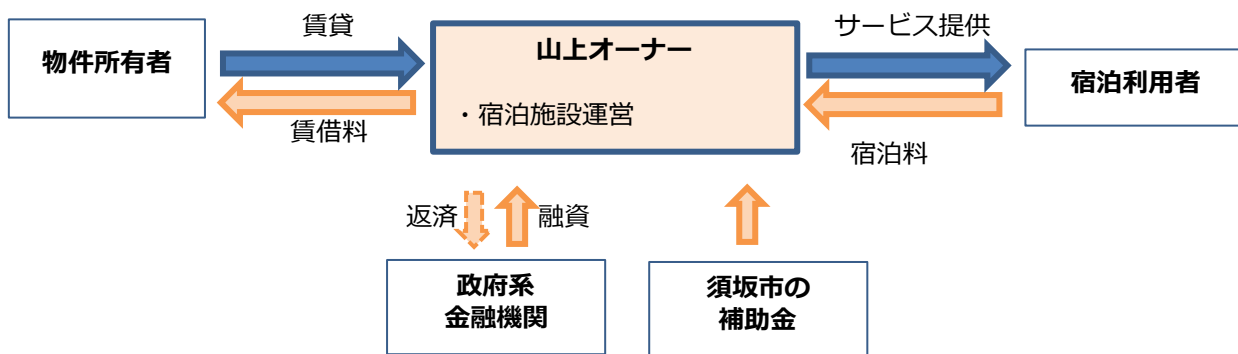 賃貸
サービス提供
物件所有者
山上オーナー
・宿泊施設運営
宿泊利用者
賃借料
宿泊料
返済
融資
政府系
金融機関
須坂市の
補助金